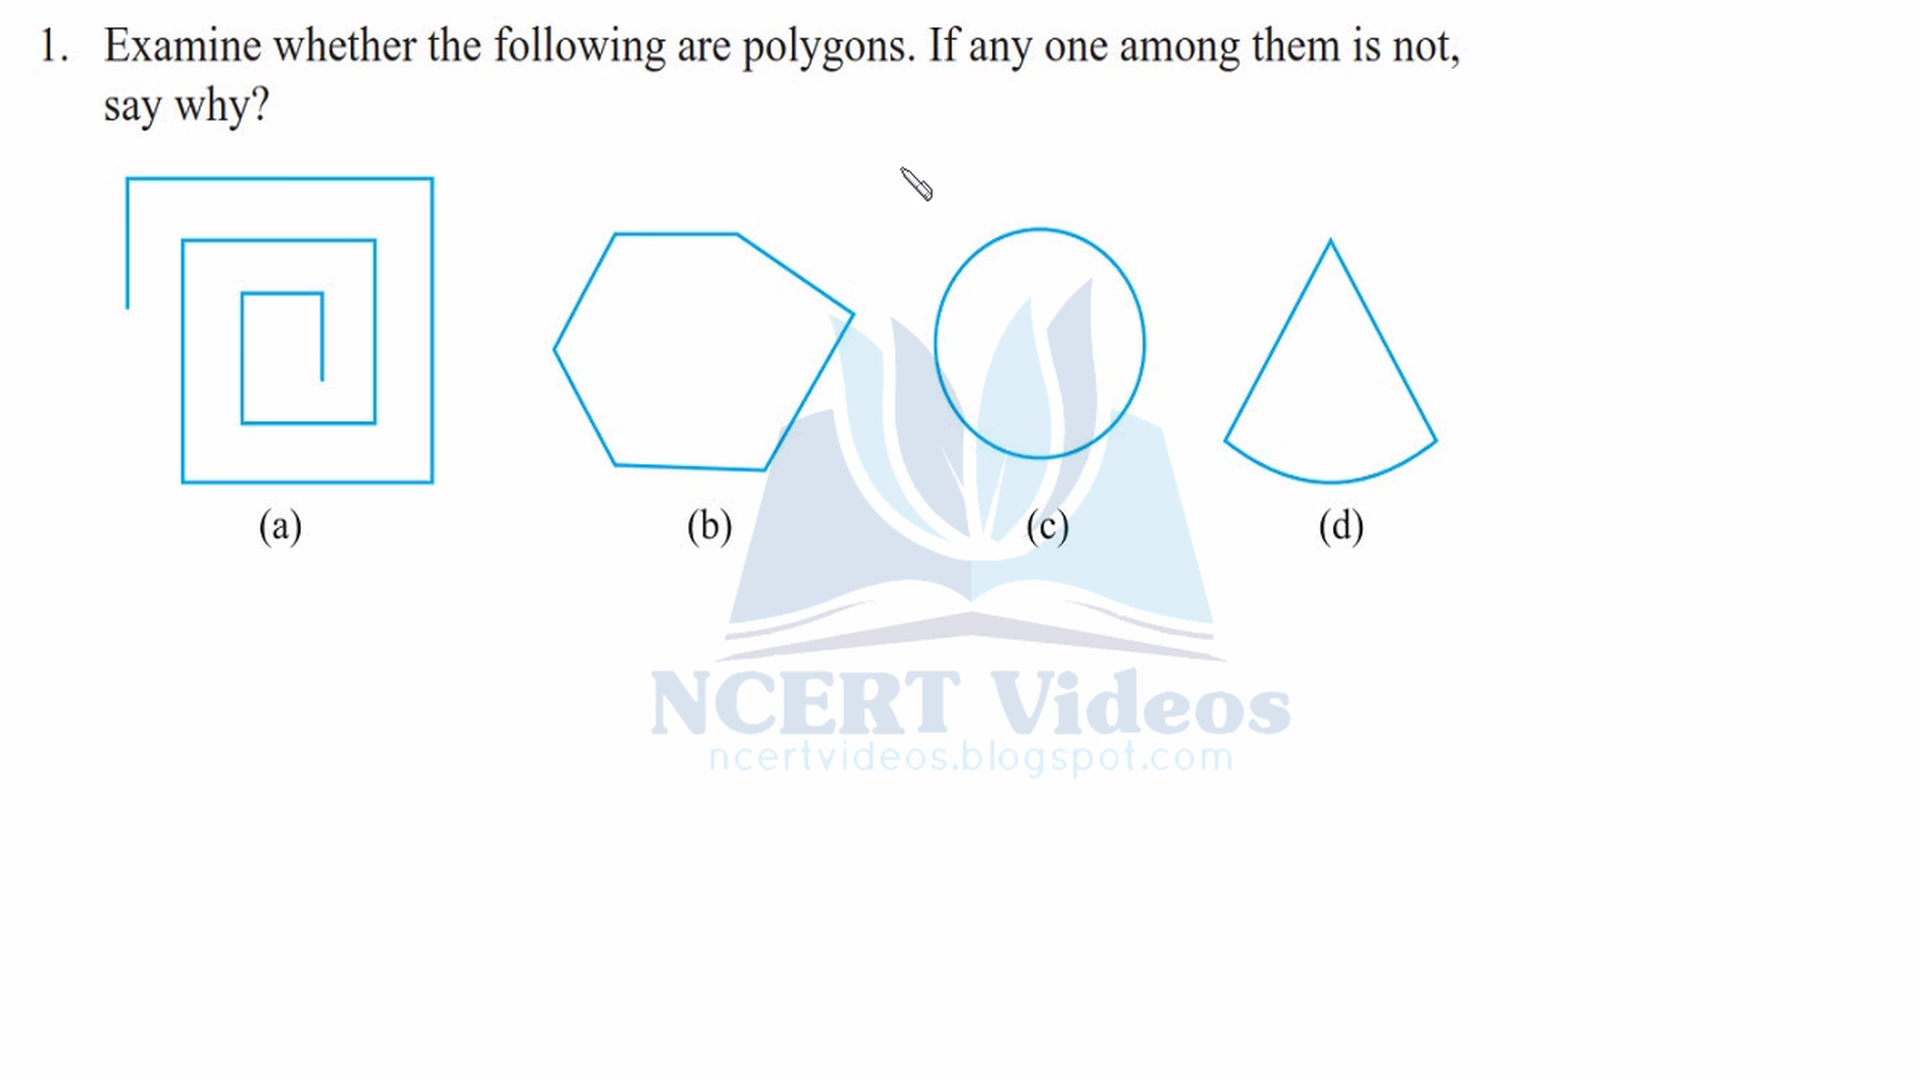 1. Examine whether the following are polygons. If any one among them is not,
say why?
(a) (b) (c) (d)
NCERT Videos
ncertvideos.blogspot.com